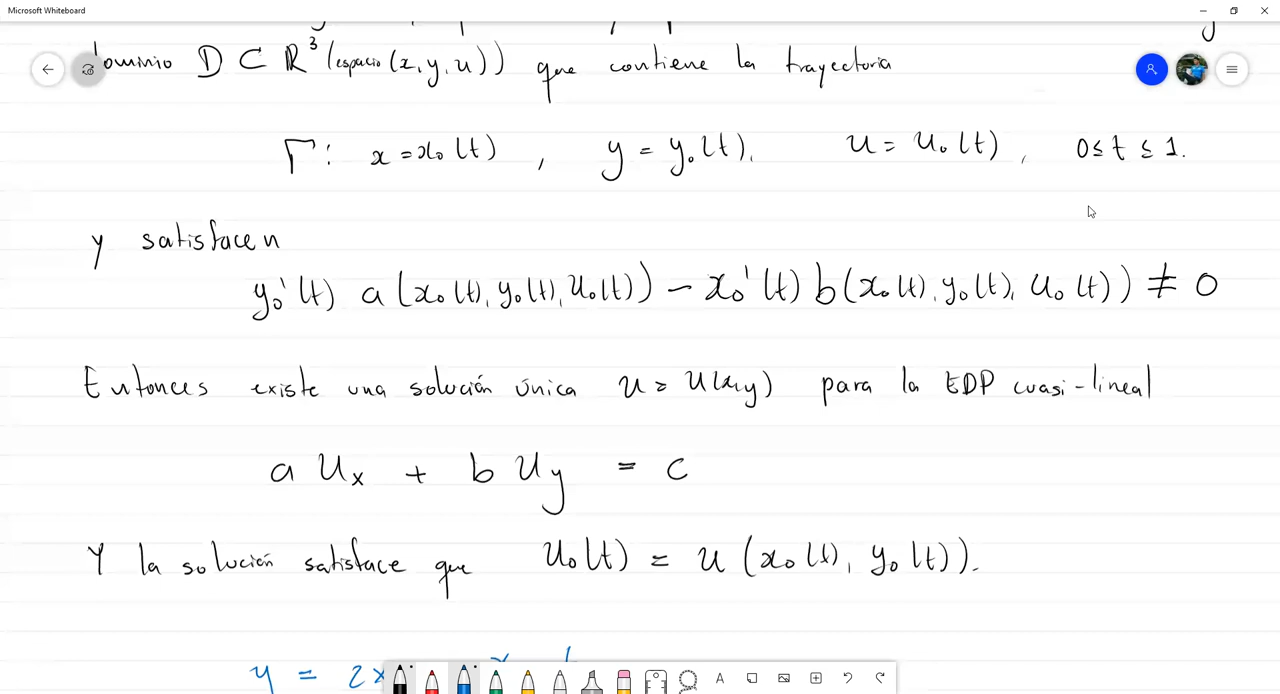 Microsoft Whiteboard
dominio D ⊂ ℝ³ (espacio (x, y, u)) que contiene la trayectoria
Γ: x = x₀(t), y = y₀(t), u = u₀(t), 0 ≤ t ≤ 1.
y satisfacen
y₀'(t) a(x₀(t), y₀(t), u₀(t)) − x₀'(t) b(x₀(t), y₀(t), u₀(t)) ≠ 0
Entonces existe una solución única u = u(x,y) para la EDP cuasi-lineal
a uₓ + b u_y = c
Y la solución satisface que u₀(t) = u(x₀(t), y₀(t)).
y = 2x